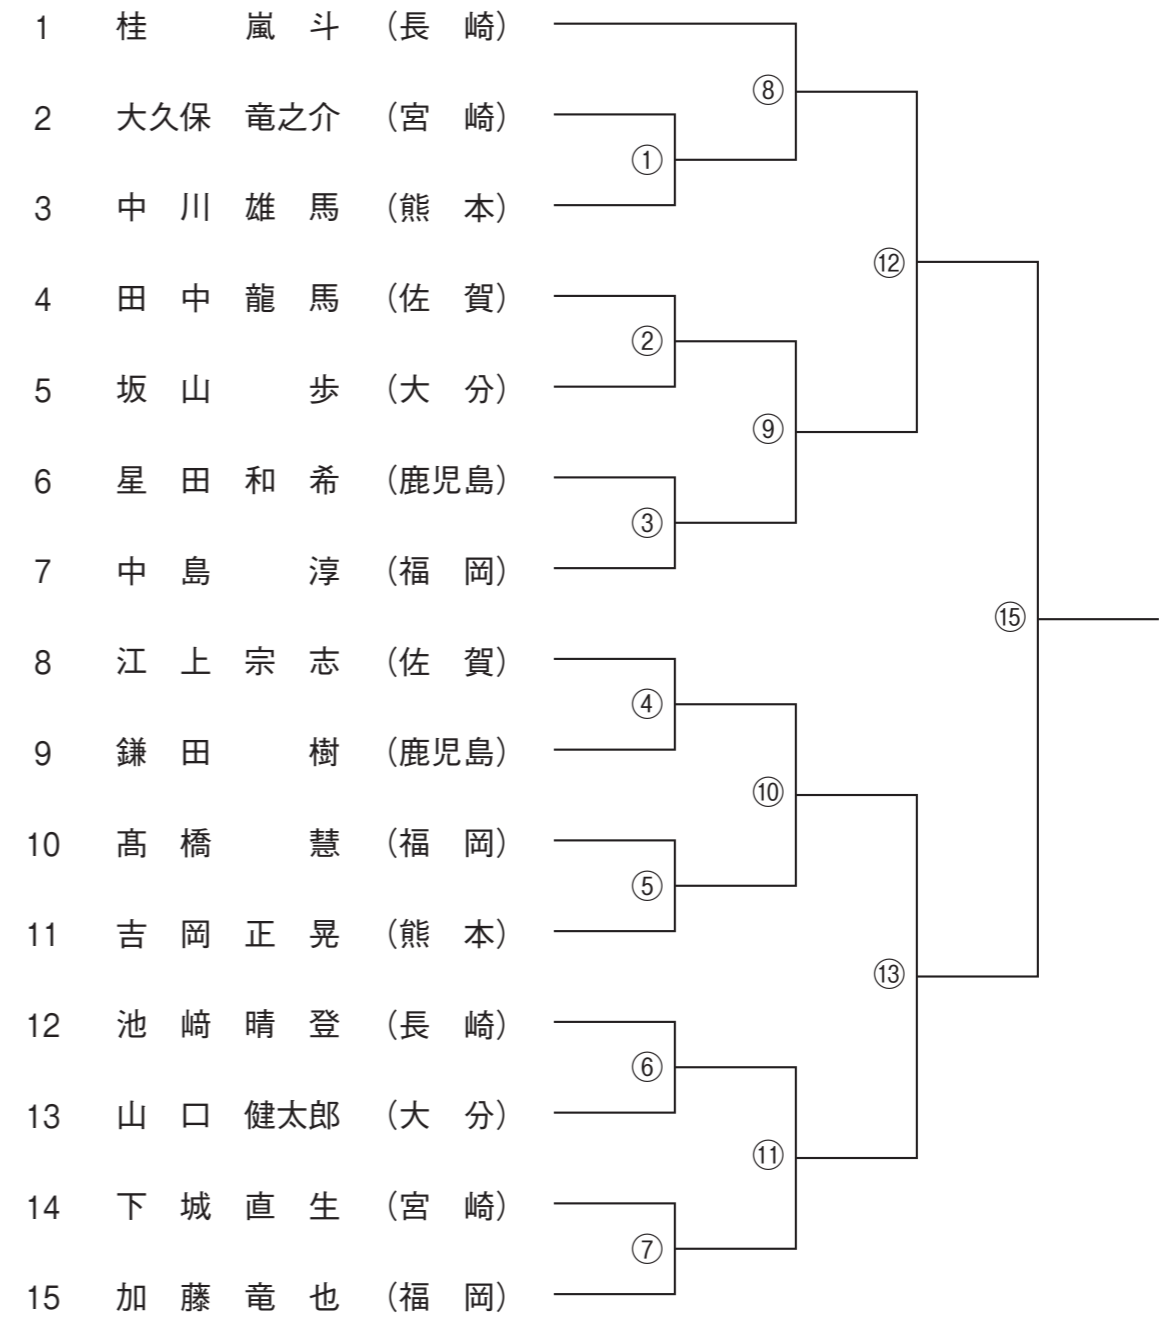 1 桂 嵐斗 (長崎)
⑧
2 大久保 竜之介 (宮崎)
①
3 中川雄馬 (熊本)
⑫
4 田中龍馬 (佐賀)
②
5 坂山 歩 (大分)
⑨
6 星田和希 (鹿児島)
③
7 中島 淳 (福岡)
⑮
8 江上宗志 (佐賀)
④
9 鎌田 樹 (鹿児島)
⑩
10 髙橋 慧 (福岡)
⑤
11 吉岡正晃 (熊本)
⑬
12 池﨑晴登 (長崎)
⑥
13 山口 健太郎 (大分)
⑪
14 下城直生 (宮崎)
⑦
15 加藤竜也 (福岡)